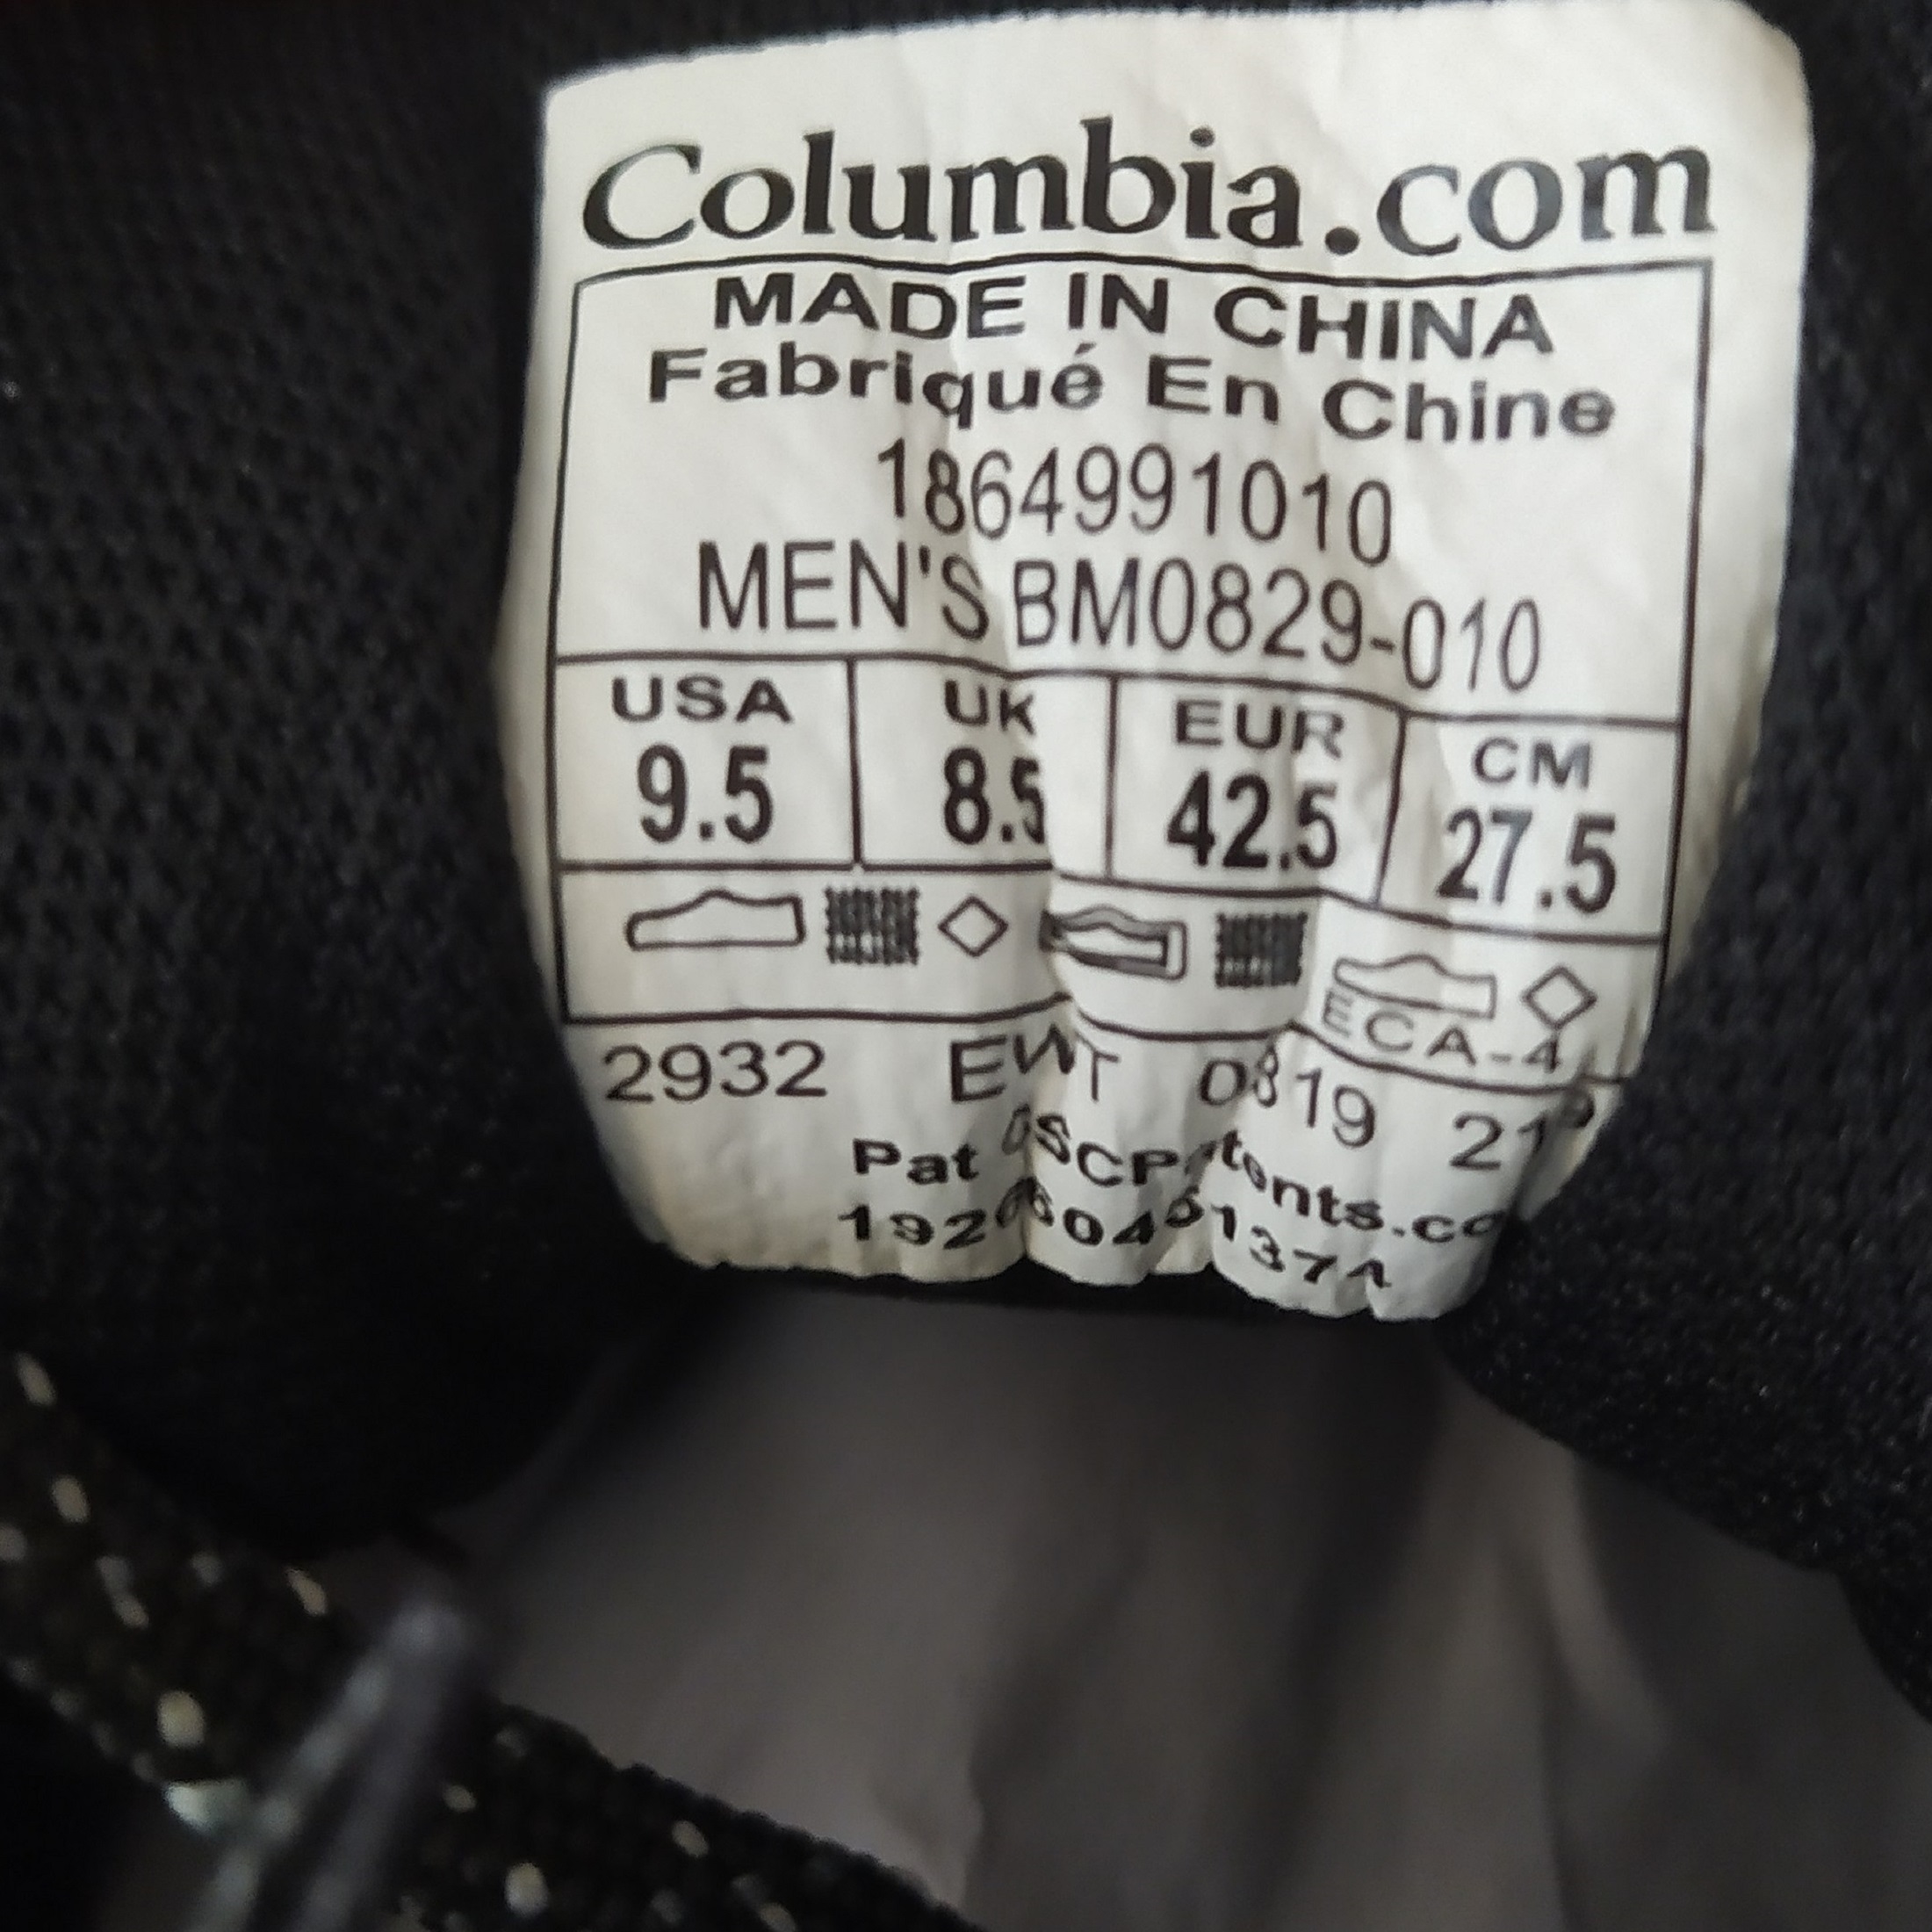 Columbia.com
MADE IN CHINA
Fabriqué En Chine
1864991010
MEN'S BM0829-010
USA UK EUR CM
9.5 8.5 42.5 27.5
ECA-4
2932 EWT 0819
Pat